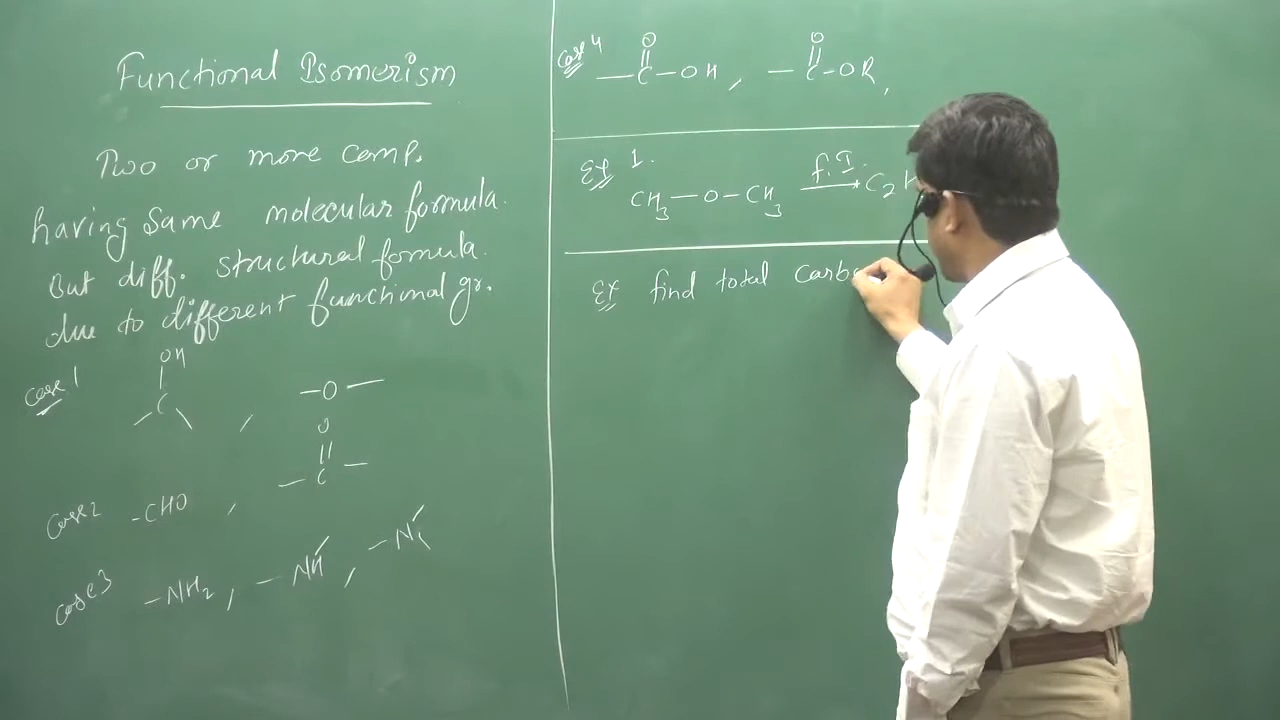 Functional Isomerism
Two or more comp.
having same molecular formula.
But diff. structural formula.
due to different functional gr.
Case 1
OH
C
,
-O-
Case 2
-CHO
,
O
-C-
Case 3
-NH2, -NH, -N
Case 4
O
-C-OH,
O
-C-OR,
Ex 1.
CH3-O-CH3
f.I.
→ C2H
Ex find total carbo